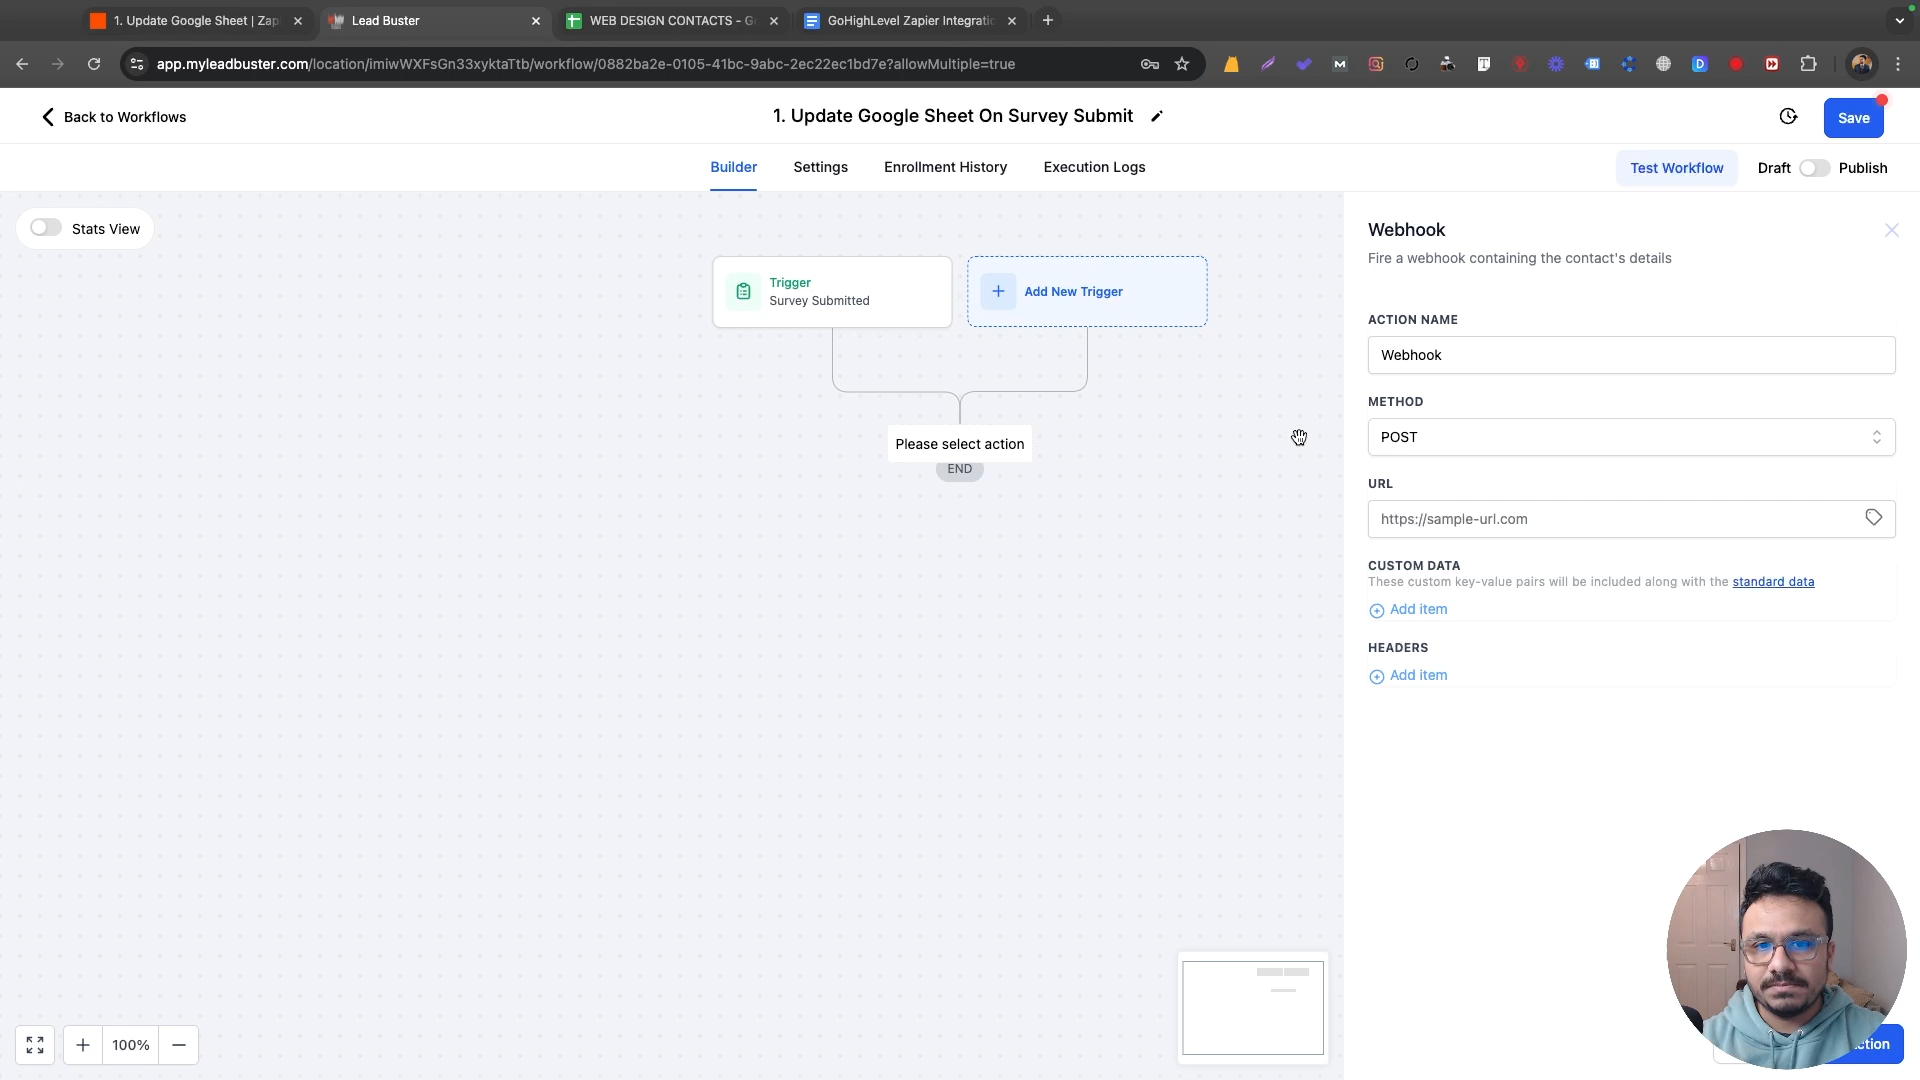 1. Update Google Sheet | Zap
Lead Buster
WEB DESIGN CONTACTS - G
GoHighLevel Zapier Integratio
app.myleadbuster.com/location/imiwWXFsGn33xyktaTtb/workflow/0882ba2e-0105-41bc-9abc-2ec22ec1bd7e?allowMultiple=true
Back to Workflows
1. Update Google Sheet On Survey Submit
Save
Builder
Settings
Enrollment History
Execution Logs
Test Workflow
Draft
Publish
Stats View
Trigger
Survey Submitted
Add New Trigger
Please select action
END
Webhook
Fire a webhook containing the contact's details
ACTION NAME
Webhook
METHOD
POST
URL
https://sample-url.com
CUSTOM DATA
These custom key-value pairs will be included along with the standard data
Add item
HEADERS
Add item
100%
ction